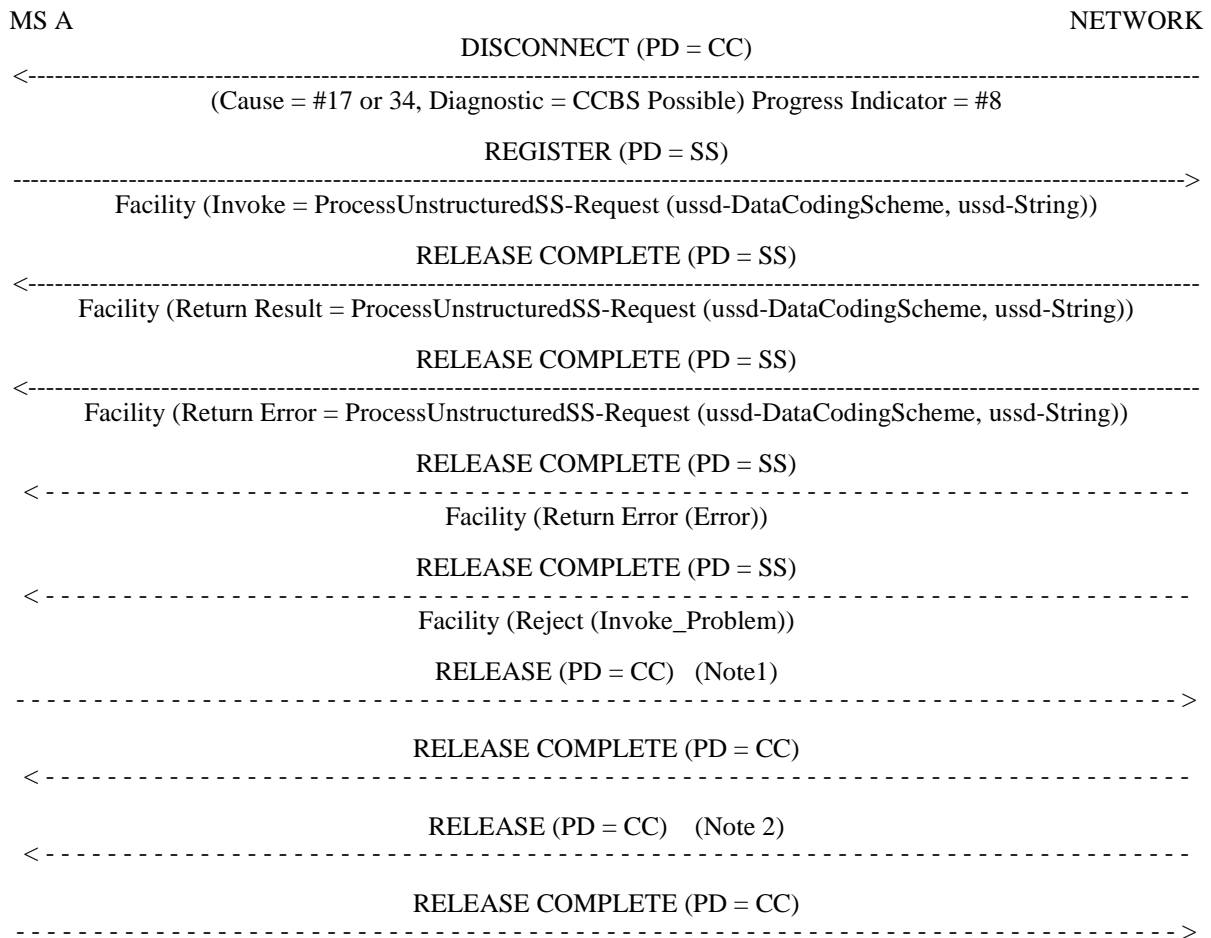 MS A NETWORK
DISCONNECT (PD = CC)
(Cause = #17 or 34, Diagnostic = CCBS Possible) Progress Indicator = #8
REGISTER (PD = SS)
Facility (Invoke = ProcessUnstructuredSS-Request (ussd-DataCodingScheme, ussd-String))
RELEASE COMPLETE (PD = SS)
Facility (Return Result = ProcessUnstructuredSS-Request (ussd-DataCodingScheme, ussd-String))
RELEASE COMPLETE (PD = SS)
Facility (Return Error = ProcessUnstructuredSS-Request (ussd-DataCodingScheme, ussd-String))
RELEASE COMPLETE (PD = SS)
Facility (Return Error (Error))
RELEASE COMPLETE (PD = SS)
Facility (Reject (Invoke_Problem))
RELEASE (PD = CC) (Note1)
RELEASE COMPLETE (PD = CC)
RELEASE (PD = CC) (Note 2)
RELEASE COMPLETE (PD = CC)